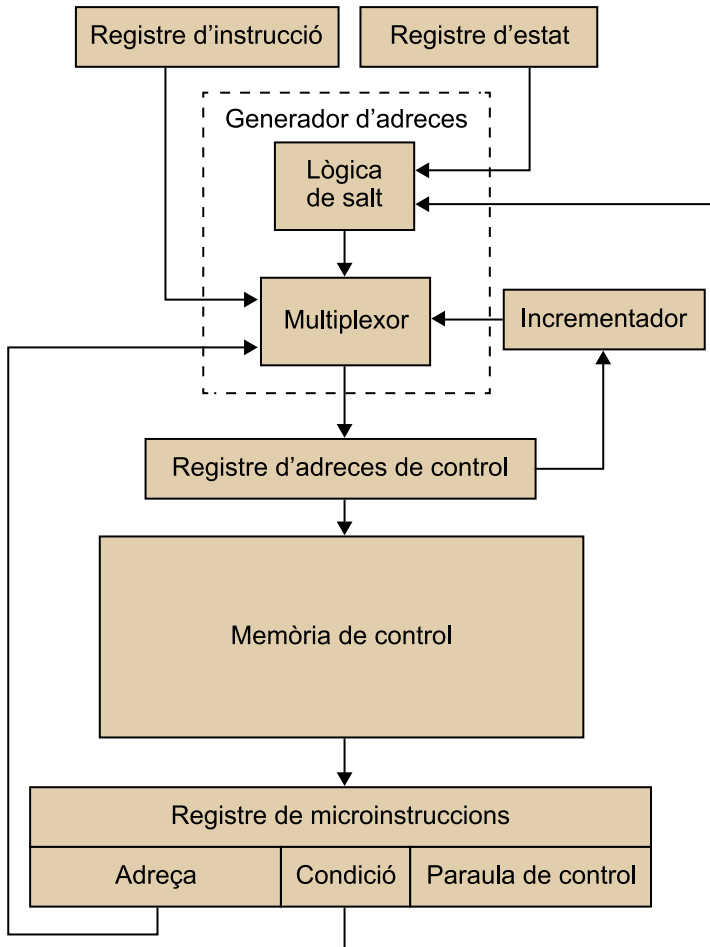 Registre d’instrucció
Registre d’estat
Generador d’adreces
Lògica
de salt
Multiplexor
Incrementador
Registre d’adreces de control
Memòria de control
Registre de microinstruccions
Adreça
Condició
Paraula de control